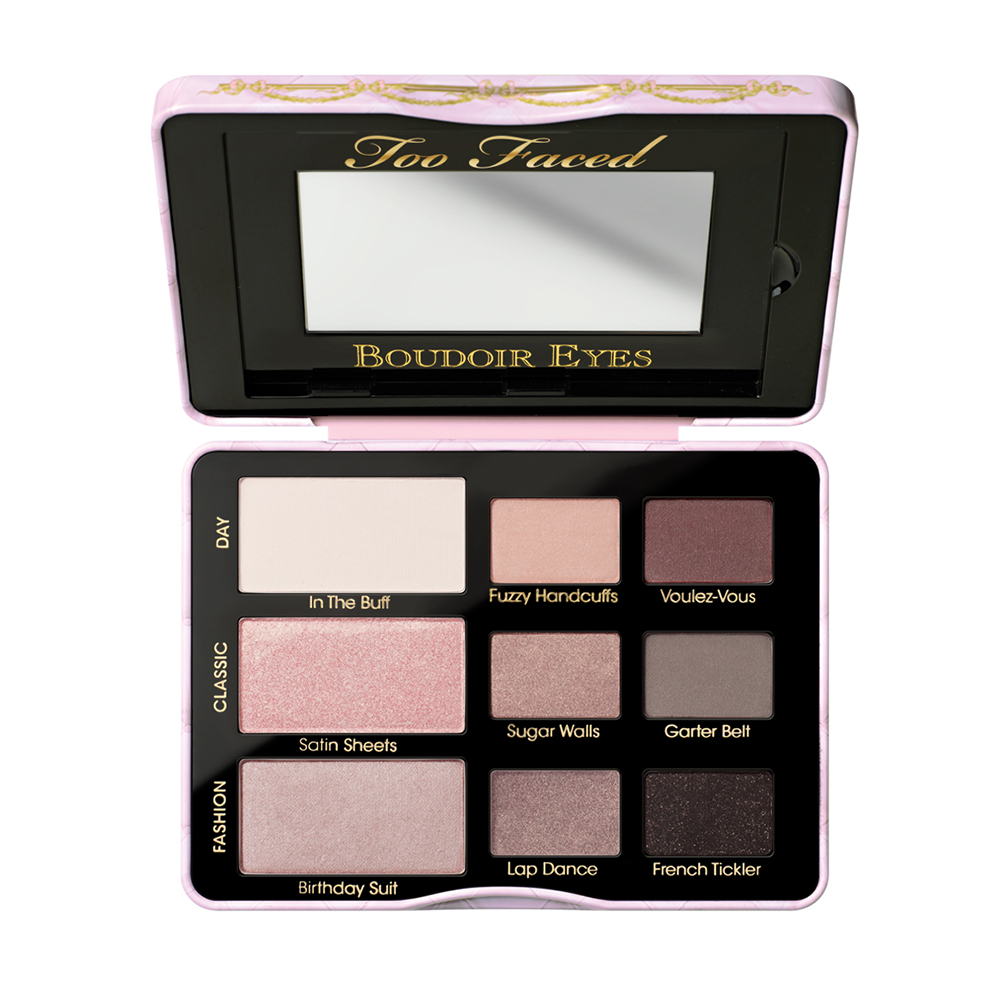 Too Faced
BOUDOIR EYES
DAY
In The Buff
Fuzzy Handcuffs
Voulez-Vous
CLASSIC
Satin Sheets
Sugar Walls
Garter Belt
FASHION
Birthday Suit
Lap Dance
French Tickler